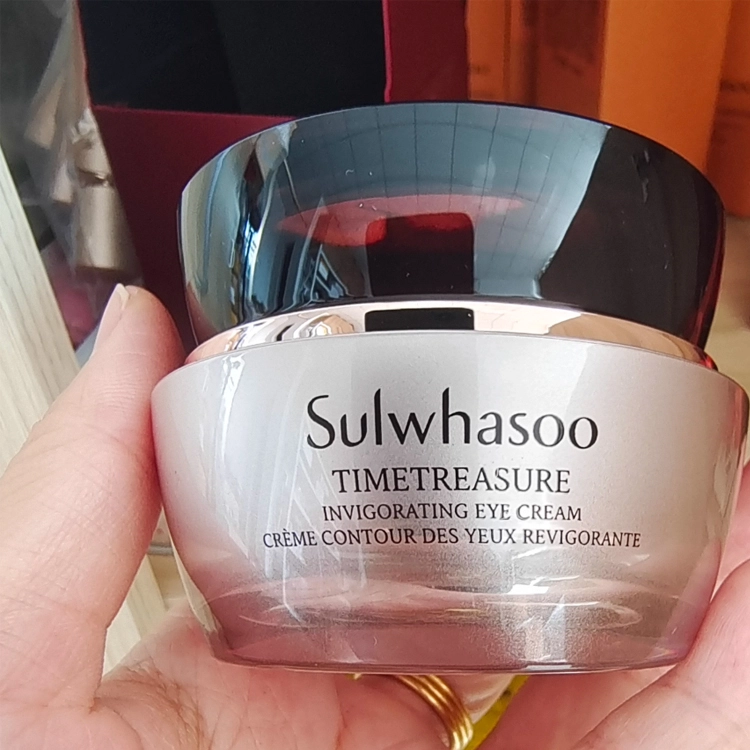 Sulwhasoo
TIMETREASURE
INVIGORATING EYE CREAM
CRÈME CONTOUR DES YEUX REVIGORANTE